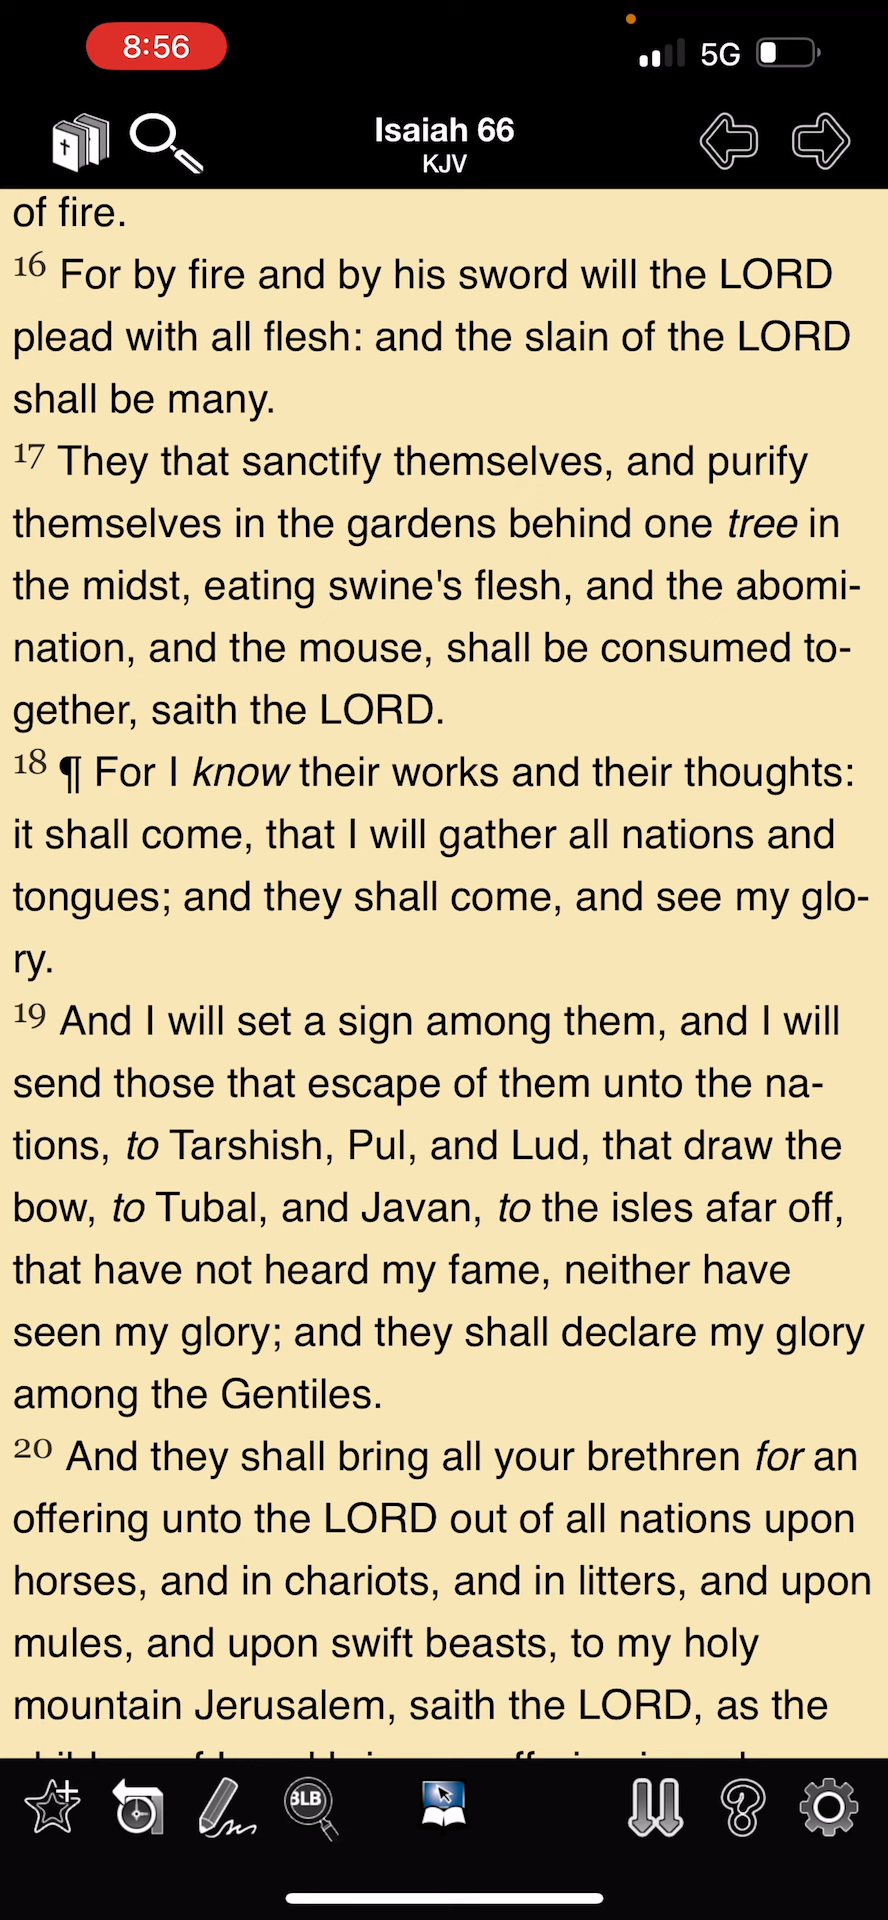 8:56
5G
Isaiah 66
KJV
of fire.
16 For by fire and by his sword will the LORD
plead with all flesh: and the slain of the LORD
shall be many.
17 They that sanctify themselves, and purify
themselves in the gardens behind one tree in
the midst, eating swine's flesh, and the abomi-
nation, and the mouse, shall be consumed to-
gether, saith the LORD.
18 ¶ For I know their works and their thoughts:
it shall come, that I will gather all nations and
tongues; and they shall come, and see my glo-
ry.
19 And I will set a sign among them, and I will
send those that escape of them unto the na-
tions, to Tarshish, Pul, and Lud, that draw the
bow, to Tubal, and Javan, to the isles afar off,
that have not heard my fame, neither have
seen my glory; and they shall declare my glory
among the Gentiles.
20 And they shall bring all your brethren for an
offering unto the LORD out of all nations upon
horses, and in chariots, and in litters, and upon
mules, and upon swift beasts, to my holy
mountain Jerusalem, saith the LORD, as the
BLB